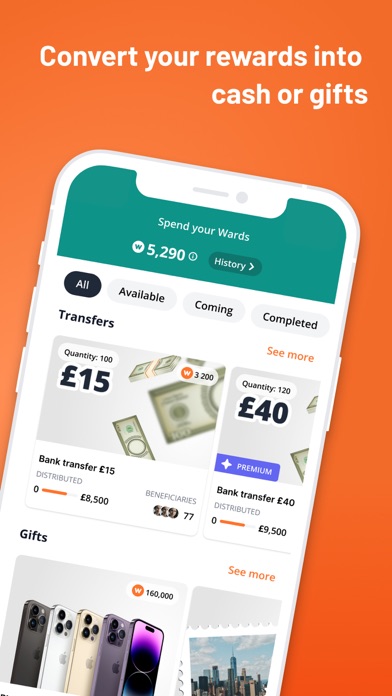 Convert your rewards into
cash or gifts
Spend your Wards
W 5,290
History >
All
Available
Coming
Completed
Transfers
See more
Quantity: 100
£15
W 3 200
Bank transfer £15
DISTRIBUTED
0 £8,500
BENEFICIARIES
77
Quantity: 120
£40
PREMIUM
Bank transfer £40
DISTRIBUTED
0 £9,500
Gifts
See more
W 160,000